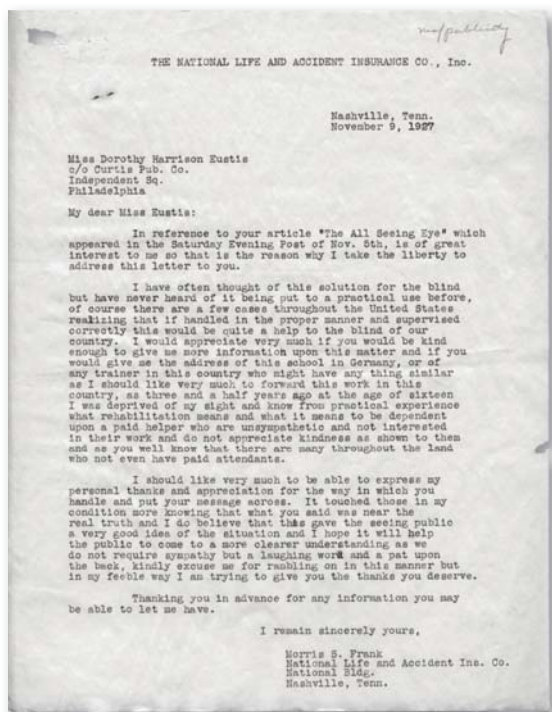 ms/publicity
THE NATIONAL LIFE AND ACCIDENT INSURANCE CO., Inc.
Nashville, Tenn.
November 9, 1927
Miss Dorothy Harrison Eustis
c/o Curtis Pub. Co.
Independent Sq.
Philadelphia
My dear Miss Eustis:
In reference to your article "The All Seeing Eye" which
appeared in the Saturday Evening Post of Nov. 5th, is of great
interest to me so that is the reason why I take the liberty to
address this letter to you.
I have often thought of this solution for the blind
but have never heard of it being put to a practical use before,
of course there are a few cases throughout the United States
realizing that if handled in the proper manner and supervised
correctly this would be quite a help to the blind of our
country. I would appreciate very much if you would be kind
enough to give me more information upon this matter and if you
would give me the address of this school in Germany, or of
any trainer in this country who might have any thing similar
as I should like very much to forward this work in this
country, as three and a half years ago at the age of sixteen
I was deprived of my sight and know from practical experience
what rehabilitation means and what it means to be dependent
upon a paid helper who are unsympathetic and not interested
in their work and do not appreciate kindness as shown to them
and as you well know that there are many throughout the land
who not even have paid attendants.
I should like very much to be able to express my
personal thanks and appreciation for the way in which you
handle and put your message across. It touched those in my
condition more knowing that what you said was near the
real truth and I do believe that this gave the seeing public
a very good idea of the situation and I hope it will help
the public to come to a more clearer understanding as we
do not require sympathy but a laughing word and a pat upon
the back, kindly excuse me for rambling on in this manner but
in my feeble way I am trying to give you the thanks you deserve.
Thanking you in advance for any information you may
be able to let me have.
I remain sincerely yours,
Morris S. Frank
National Life and Accident Ins. Co.
National Bldg.
Nashville, Tenn.